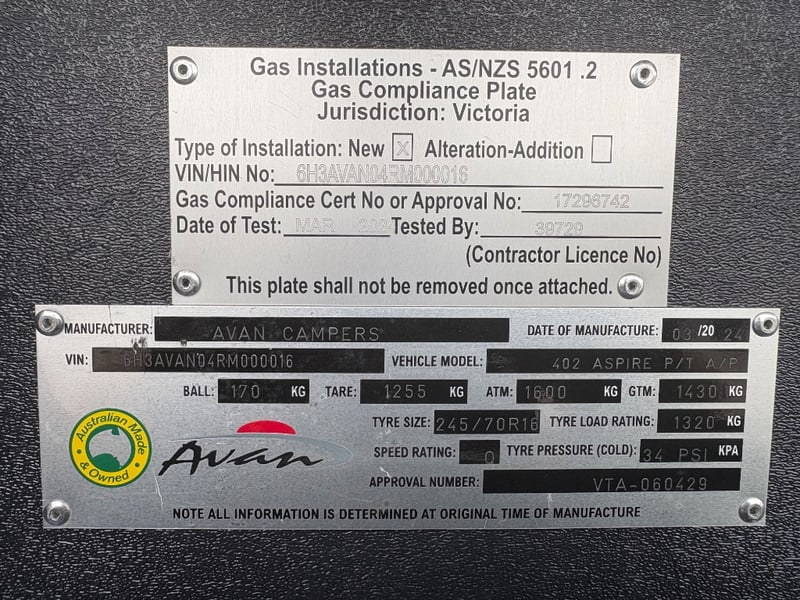 Gas Installations - AS/NZS 5601 .2
Gas Compliance Plate
Jurisdiction: Victoria
Type of Installation: New X Alteration-Addition
VIN/HIN No: 6H3AVAN04RM000016
Gas Compliance Cert No or Approval No: 17296742
Date of Test: MAR 2024 Tested By: 39729
(Contractor Licence No)
This plate shall not be removed once attached.
MANUFACTURER: AVAN CAMPERS DATE OF MANUFACTURE: 03 /20 24
VIN: 6H3AVAN04RM000016 VEHICLE MODEL: 402 ASPIRE P/T A/P
BALL: 170 KG TARE: 1255 KG ATM: 1600 KG GTM: 1430 KG
TYRE SIZE: 245/70R16 TYRE LOAD RATING: 1320 KG
SPEED RATING: Q TYRE PRESSURE (COLD): 34 PSI KPA
APPROVAL NUMBER: VTA-060429
Australian Made & Owned
Avan
NOTE ALL INFORMATION IS DETERMINED AT ORIGINAL TIME OF MANUFACTURE